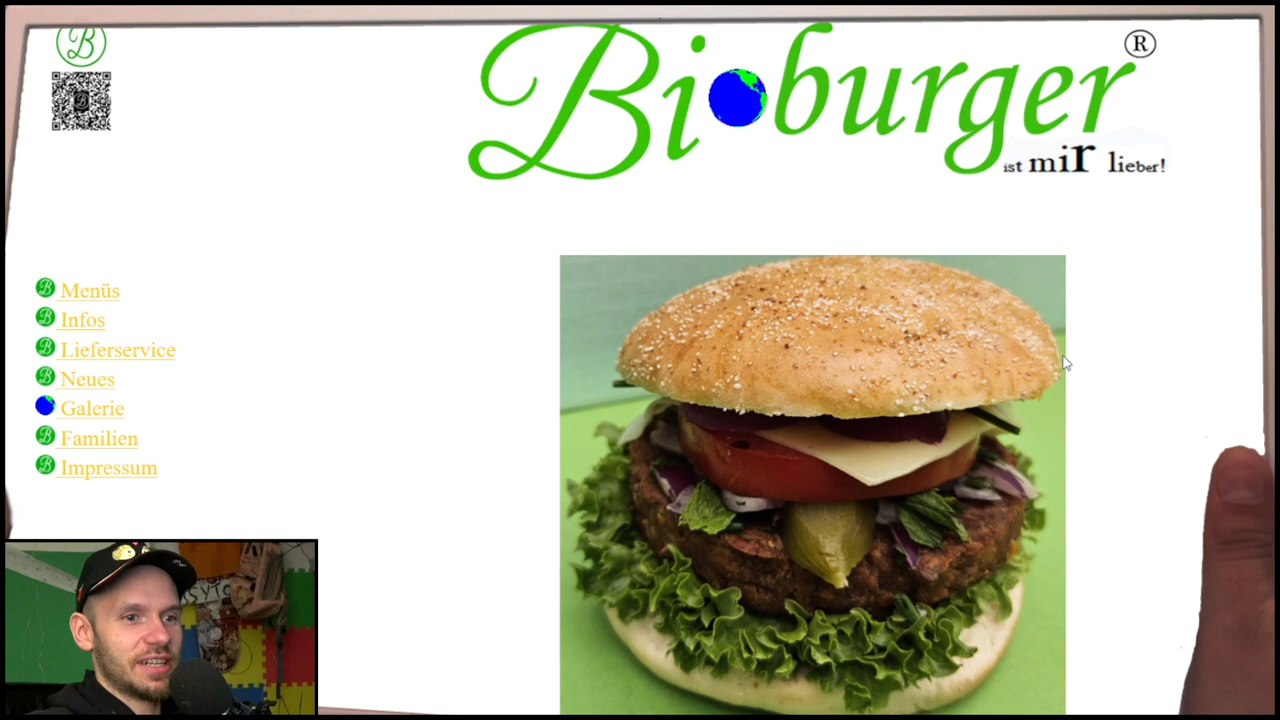 B
Bioburger®
ist mir lieber!
Menüs
Infos
Lieferservice
Neues
Galerie
Familien
Impressum